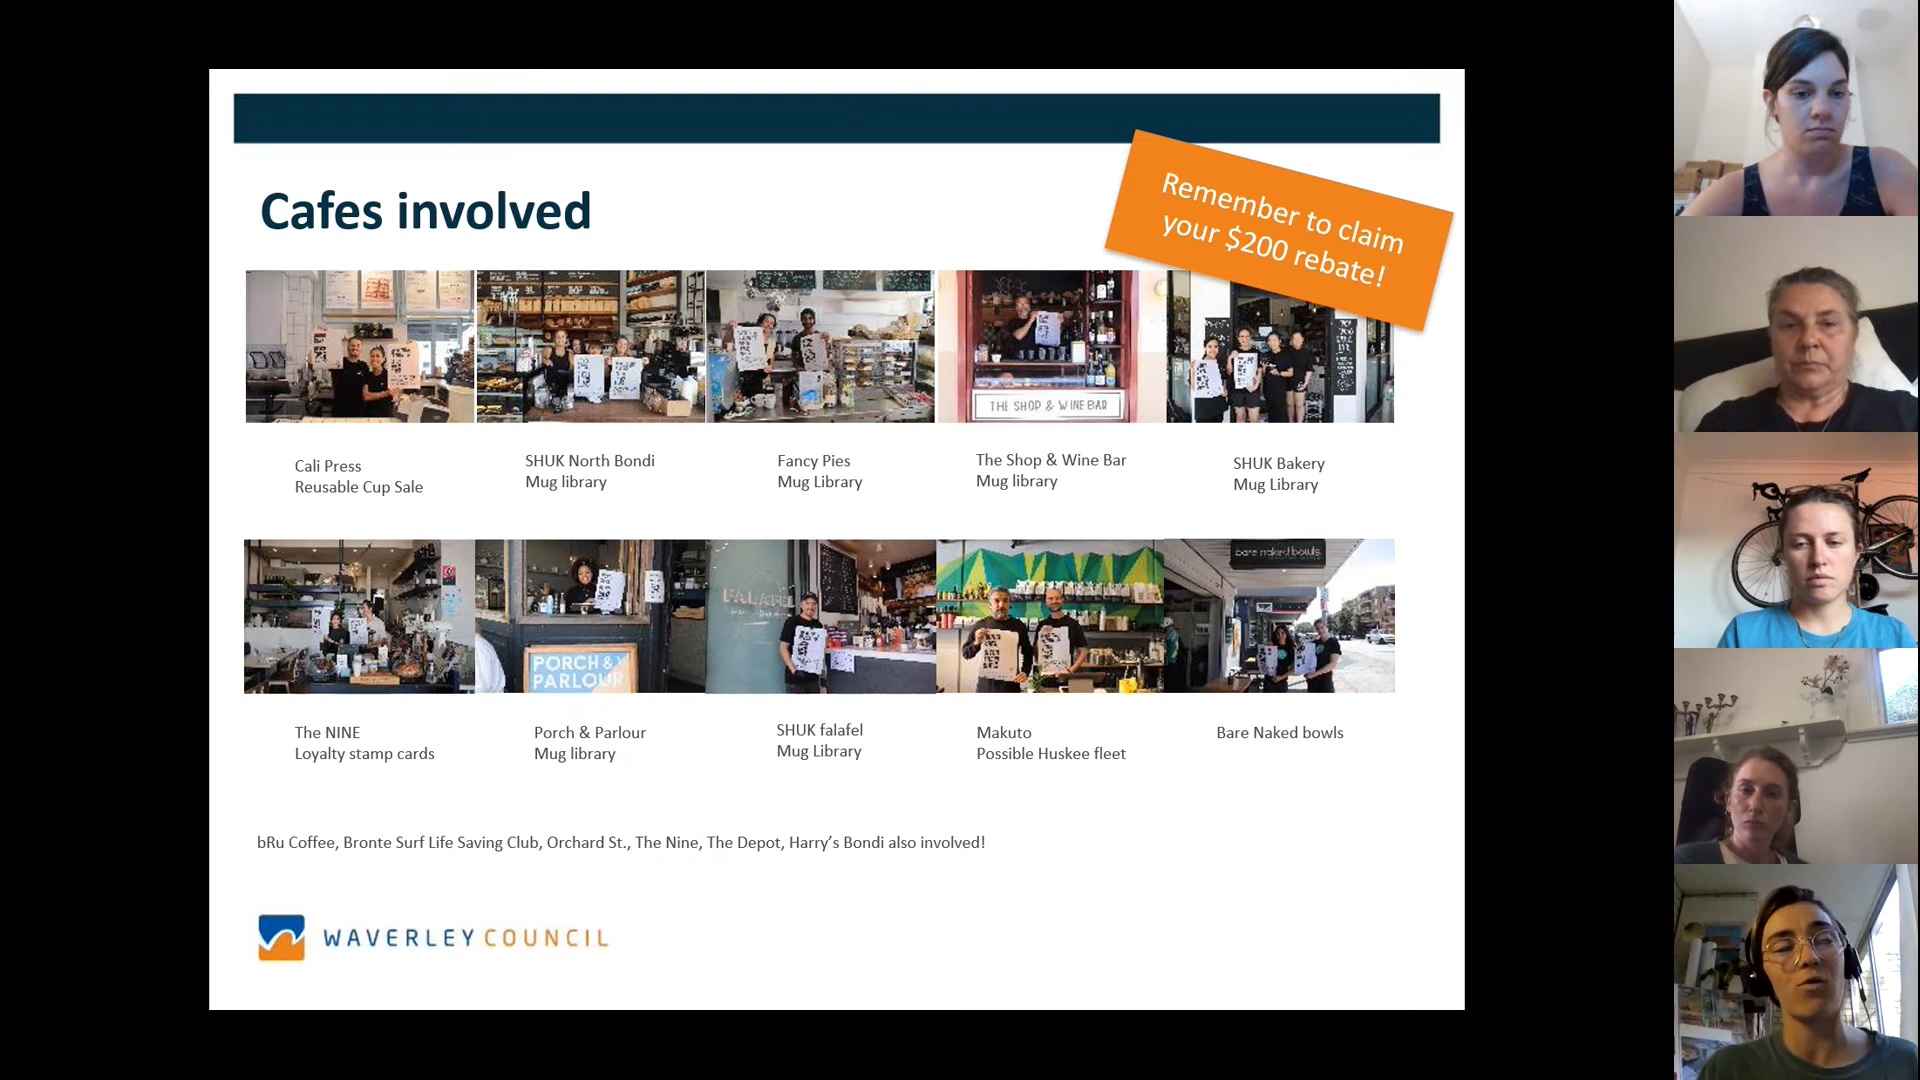 Remember to claim
your $200 rebate!
Cafes involved
THE SHOP & WINE BAR
Cali Press
Reusable Cup Sale
SHUK North Bondi
Mug library
Fancy Pies
Mug Library
The Shop & Wine Bar
Mug library
SHUK Bakery
Mug Library
FALAFEL
PORCH &
PARLOUR
bare naked bowls
The NINE
Loyalty stamp cards
Porch & Parlour
Mug library
SHUK falafel
Mug Library
Makuto
Possible Huskee fleet
Bare Naked bowls
bRu Coffee, Bronte Surf Life Saving Club, Orchard St., The Nine, The Depot, Harry’s Bondi also involved!
WAVERLEY COUNCIL